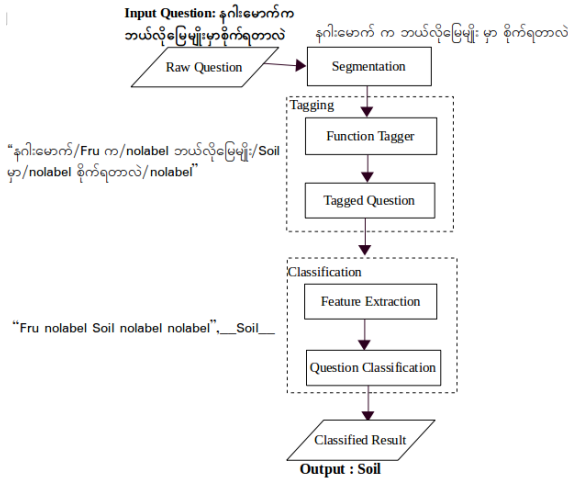 Input Question: နဂါးမောက်က
ဘယ်လိုမြေမျိုးမှာစိုက်ရတာလဲ
နဂါးမောက် က ဘယ်လိုမြေမျိုး မှာ စိုက်ရတာလဲ
Raw Question
Segmentation
Tagging
Function Tagger
“နဂါးမောက်/Fru က/nolabel ဘယ်လိုမြေမျိုး/Soil
မှာ/nolabel စိုက်ရတာလဲ/nolabel”
Tagged Question
Classification
Feature Extraction
“Fru nolabel Soil nolabel nolabel”,__Soil__
Question Classification
Classified Result
Output : Soil